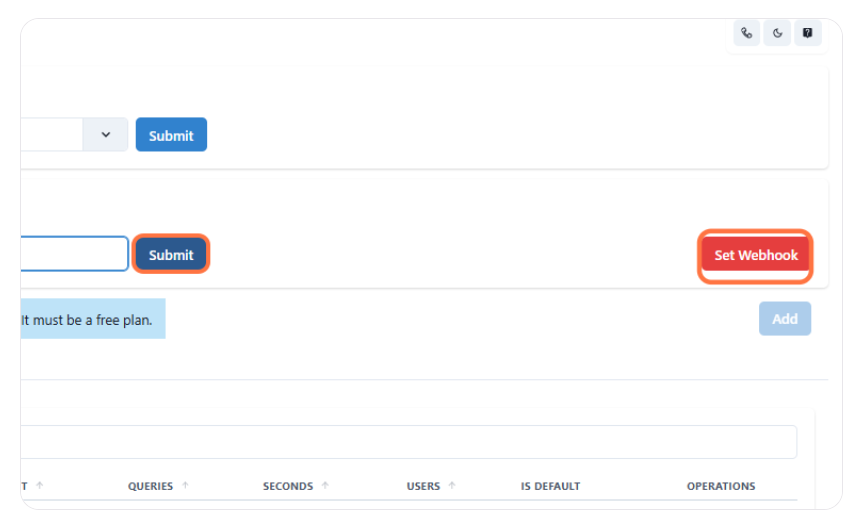 Submit
Submit Set Webhook
It must be a free plan. Add
T QUERIES SECONDS USERS IS DEFAULT OPERATIONS